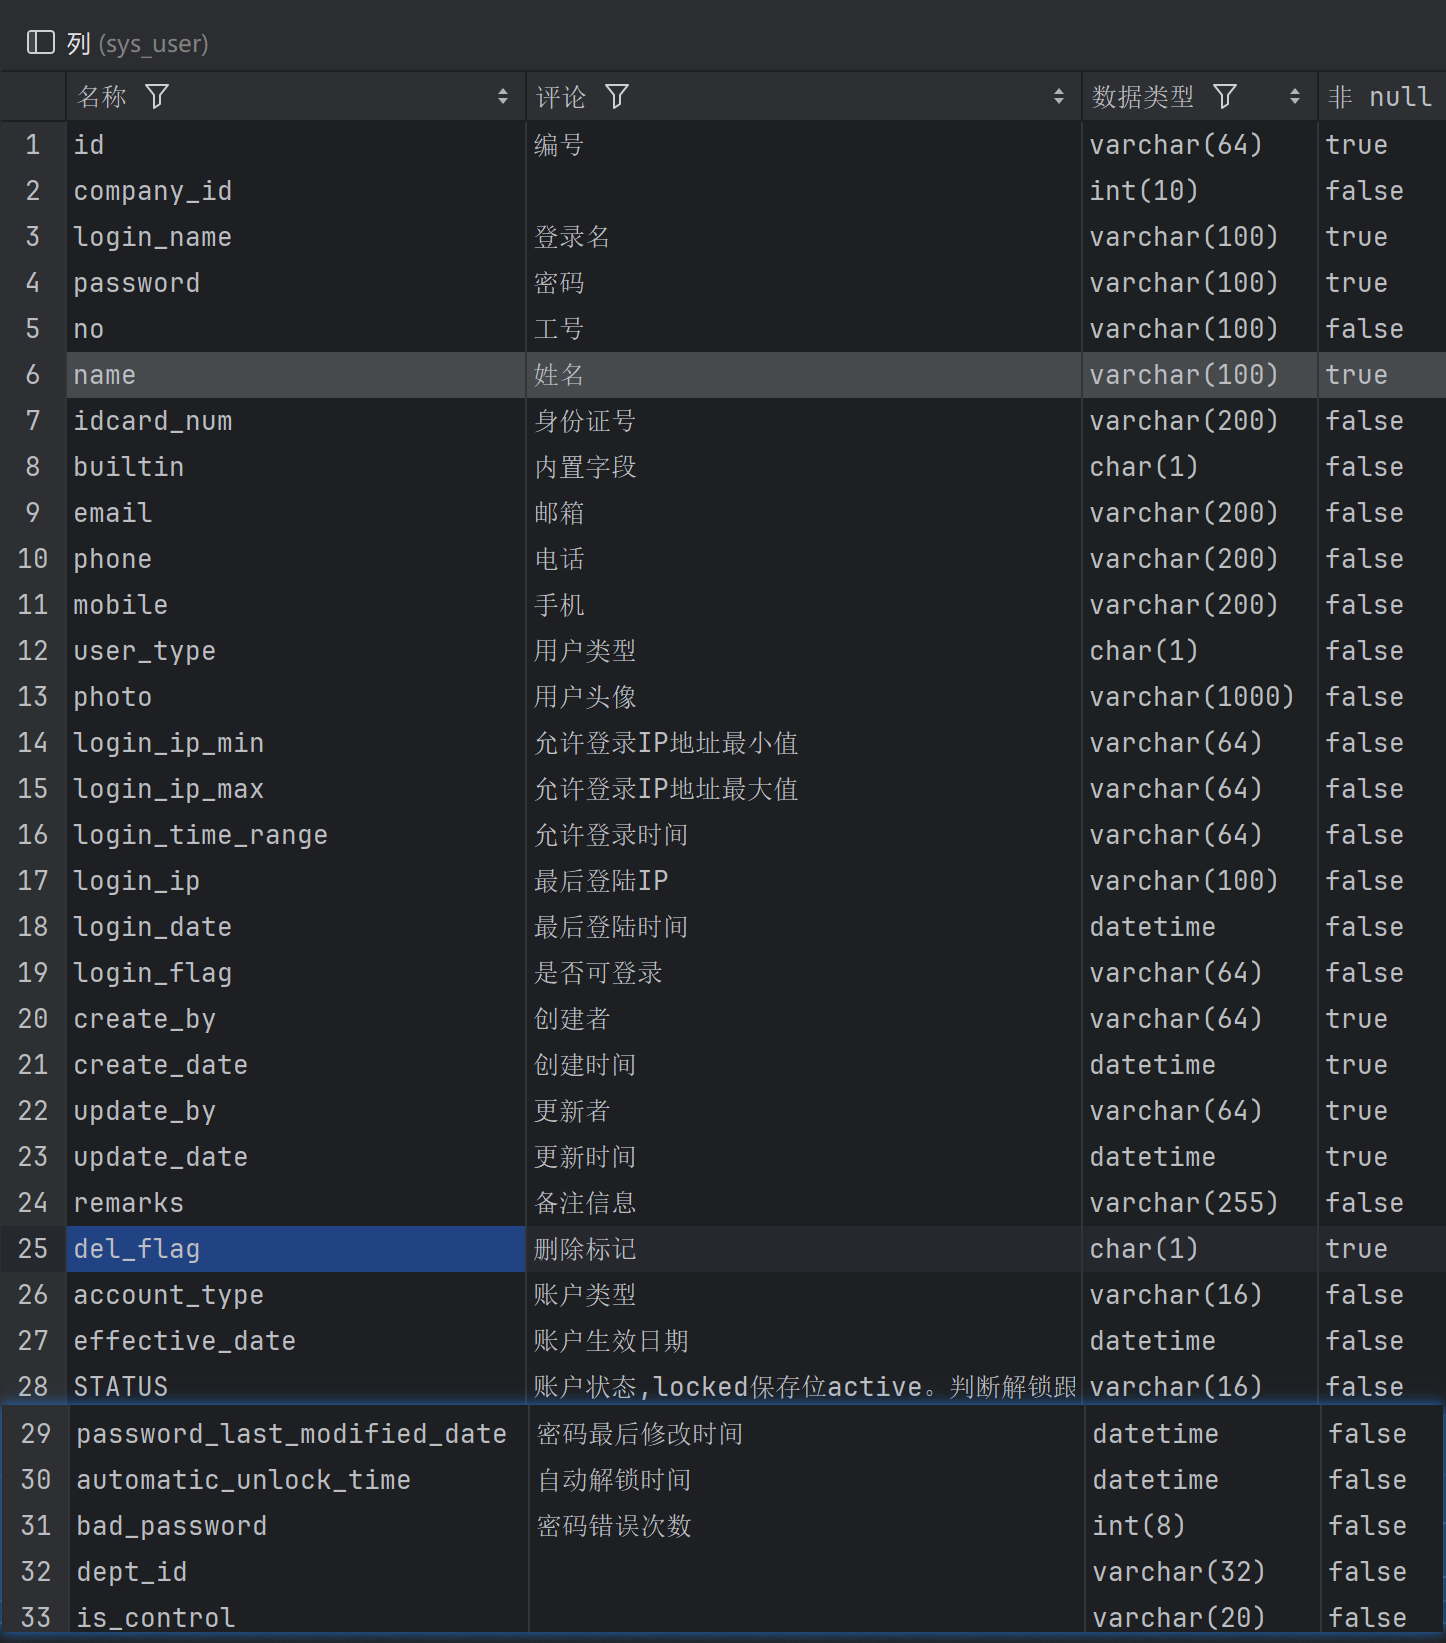 列 (sys_user)
名称 评论 数据类型 非 null
1 id 编号 varchar(64) true
2 company_id int(10) false
3 login_name 登录名 varchar(100) true
4 password 密码 varchar(100) true
5 no 工号 varchar(100) false
6 name 姓名 varchar(100) true
7 idcard_num 身份证号 varchar(200) false
8 builtin 内置字段 char(1) false
9 email 邮箱 varchar(200) false
10 phone 电话 varchar(200) false
11 mobile 手机 varchar(200) false
12 user_type 用户类型 char(1) false
13 photo 用户头像 varchar(1000) false
14 login_ip_min 允许登录IP地址最小值 varchar(64) false
15 login_ip_max 允许登录IP地址最大值 varchar(64) false
16 login_time_range 允许登录时间 varchar(64) false
17 login_ip 最后登陆IP varchar(100) false
18 login_date 最后登陆时间 datetime false
19 login_flag 是否可登录 varchar(64) false
20 create_by 创建者 varchar(64) true
21 create_date 创建时间 datetime true
22 update_by 更新者 varchar(64) true
23 update_date 更新时间 datetime true
24 remarks 备注信息 varchar(255) false
25 del_flag 删除标记 char(1) true
26 account_type 账户类型 varchar(16) false
27 effective_date 账户生效日期 datetime false
28 STATUS 账户状态,locked保存位active。判断解锁跟 varchar(16) false
29 password_last_modified_date 密码最后修改时间 datetime false
30 automatic_unlock_time 自动解锁时间 datetime false
31 bad_password 密码错误次数 int(8) false
32 dept_id varchar(32) false
33 is_control varchar(20) false